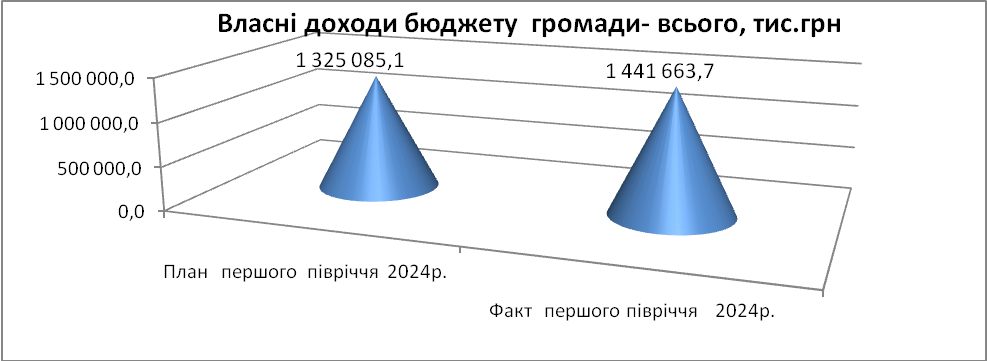 Власні доходи бюджету громади- всього, тис.грн
1 325 085,1
1 441 663,7
1 500 000,0
1 000 000,0
500 000,0
0,0
План першого півріччя 2024р.
Факт першого півріччя 2024р.